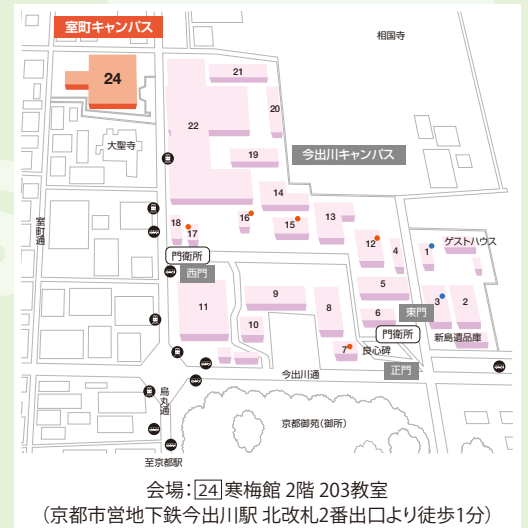 室町キャンパス
相国寺
24
21
20
22
大聖寺
19
今出川キャンパス
14
室町通
18
17
16
15
13
12
4
1
ゲストハウス
門衛所
西門
5
11
9
8
3
2
東門
6
10
門衛所
新島遺品庫
7
良心碑
今出川通
正門
烏丸通
京都御苑(御所)
至京都駅
会場:24寒梅館 2階 203教室
(京都市営地下鉄今出川駅 北改札2番出口より徒歩1分)